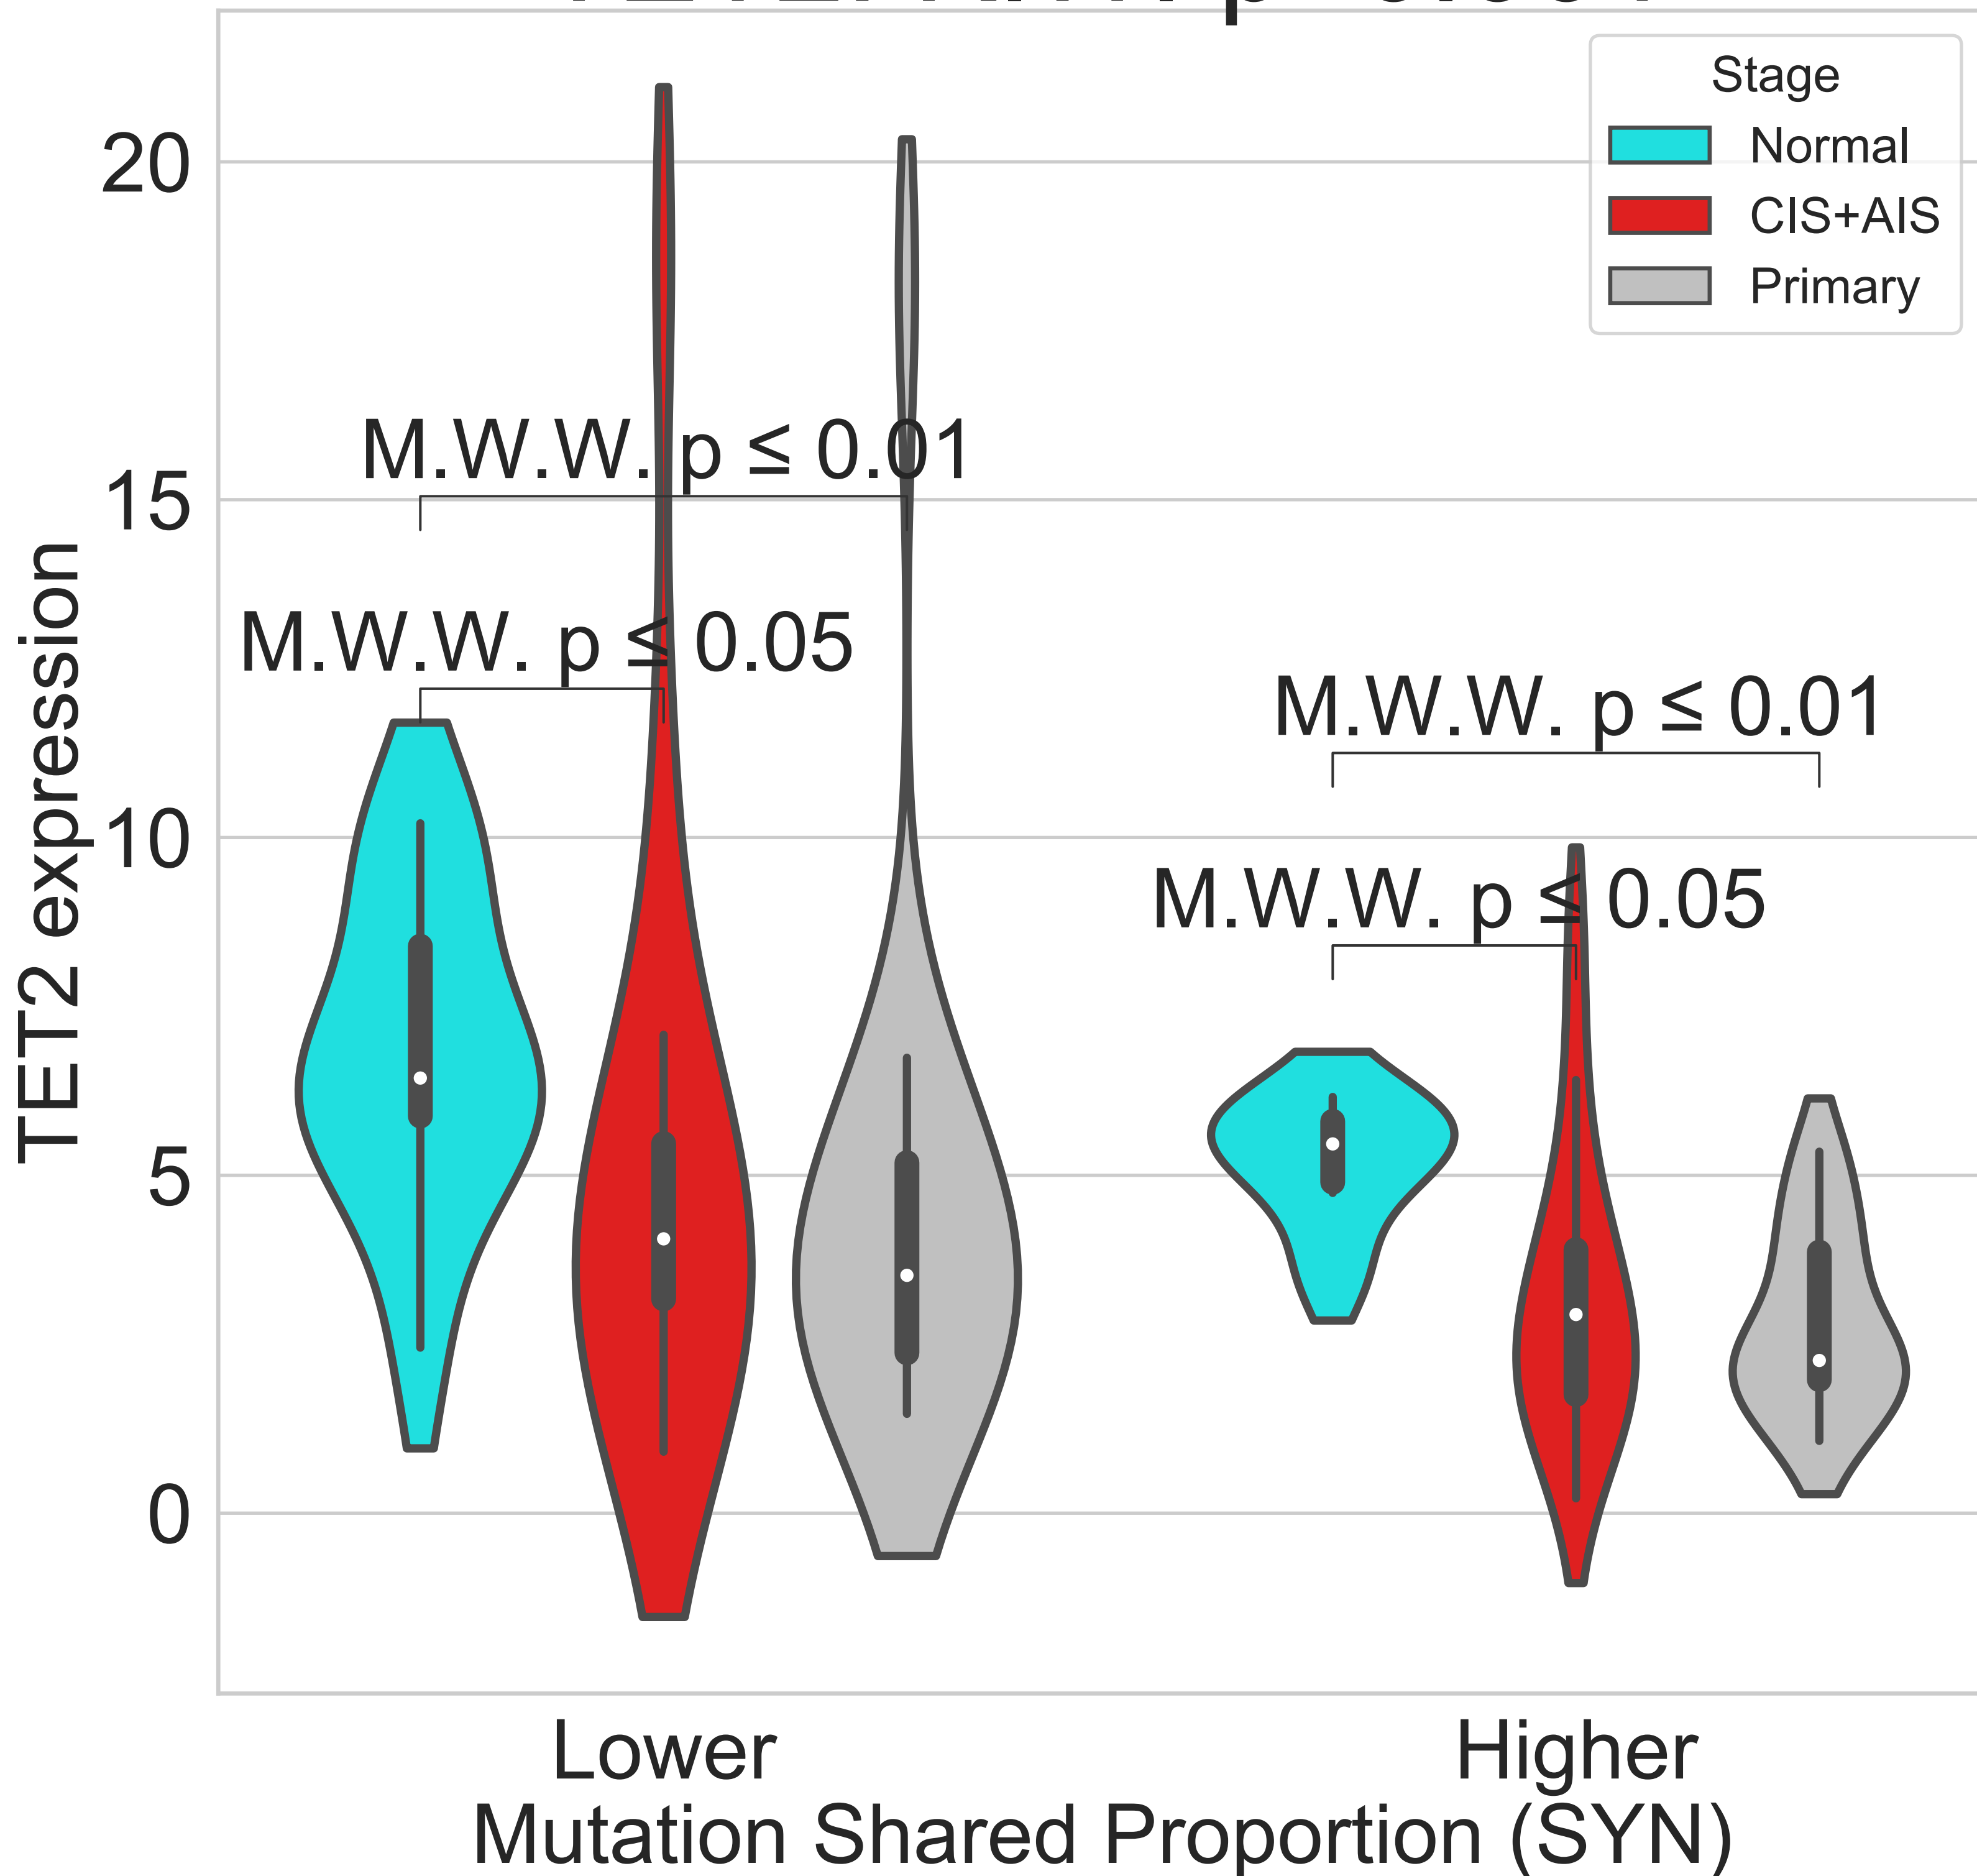 Stage
Normal
CIS+AIS
Primary
20
15
10
5
0
TET2 expression
M.W.W. p ≤ 0.01
M.W.W. p ≤ 0.05
M.W.W. p ≤ 0.01
M.W.W. p ≤ 0.05
Lower
Higher
Mutation Shared Proportion (SYN)